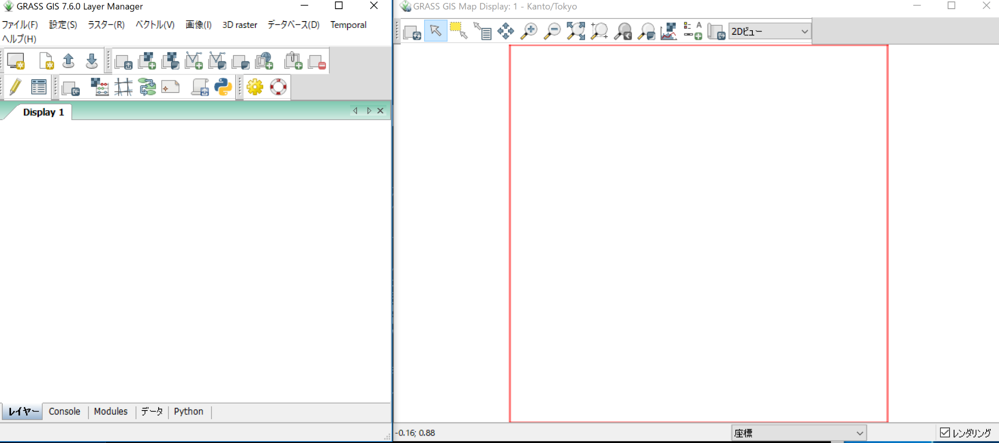 GRASS GIS 7.6.0 Layer Manager
ファイル(F) 設定(S) ラスター(R) ベクトル(V) 画像(I) 3D raster データベース(D) Temporal
ヘルプ(H)
Display 1
レイヤー Console Modules データ Python
GRASS GIS Map Display: 1 - Kanto/Tokyo
A
2Dビュー
-0.16; 0.88
座標
レンダリング